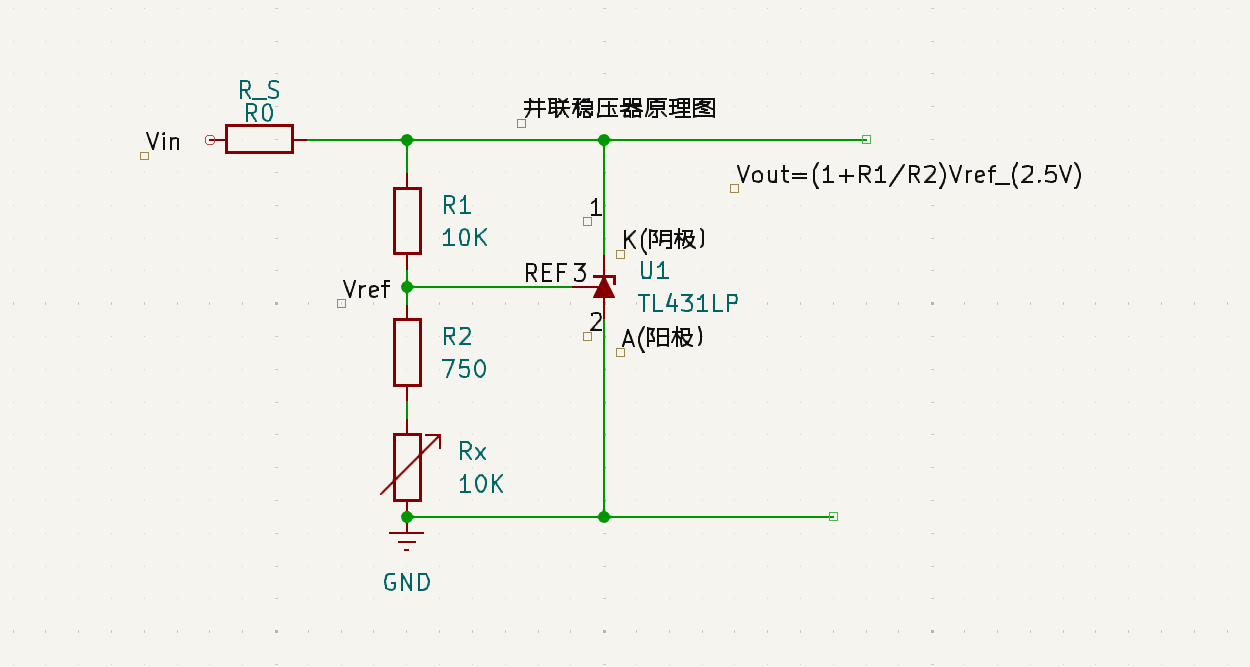 R_S
R0
Vin
并联稳压器原理图
Vout=(1+R1/R2)Vref_(2.5V)
R1
10K
1
K(阴极)
REF 3
U1
TL431LP
Vref
2
A(阳极)
R2
750
Rx
10K
GND